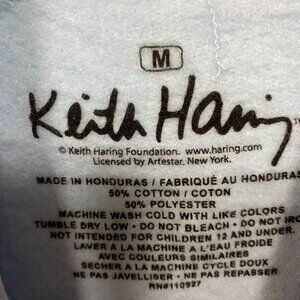 M
Keith Haring
© Keith Haring Foundation. www.haring.com
Licensed by Artestar, New York.
MADE IN HONDURAS / FABRIQUÉ AU HONDURAS
50% COTTON / COTON
50% POLYESTER
MACHINE WASH COLD WITH LIKE COLORS
TUMBLE DRY LOW • DO NOT BLEACH • DO NOT IRO
NOT INTENDED FOR CHILDREN 12 AND UNDER.
LAVER A LA MACHINE A L'EAU FROIDE
AVEC COULEURS SIMILAIRES
SECHER A LA MACHINE CYCLE DOUX
NE PAS JAVELLISER • NE PAS REPASSER
RN#110927